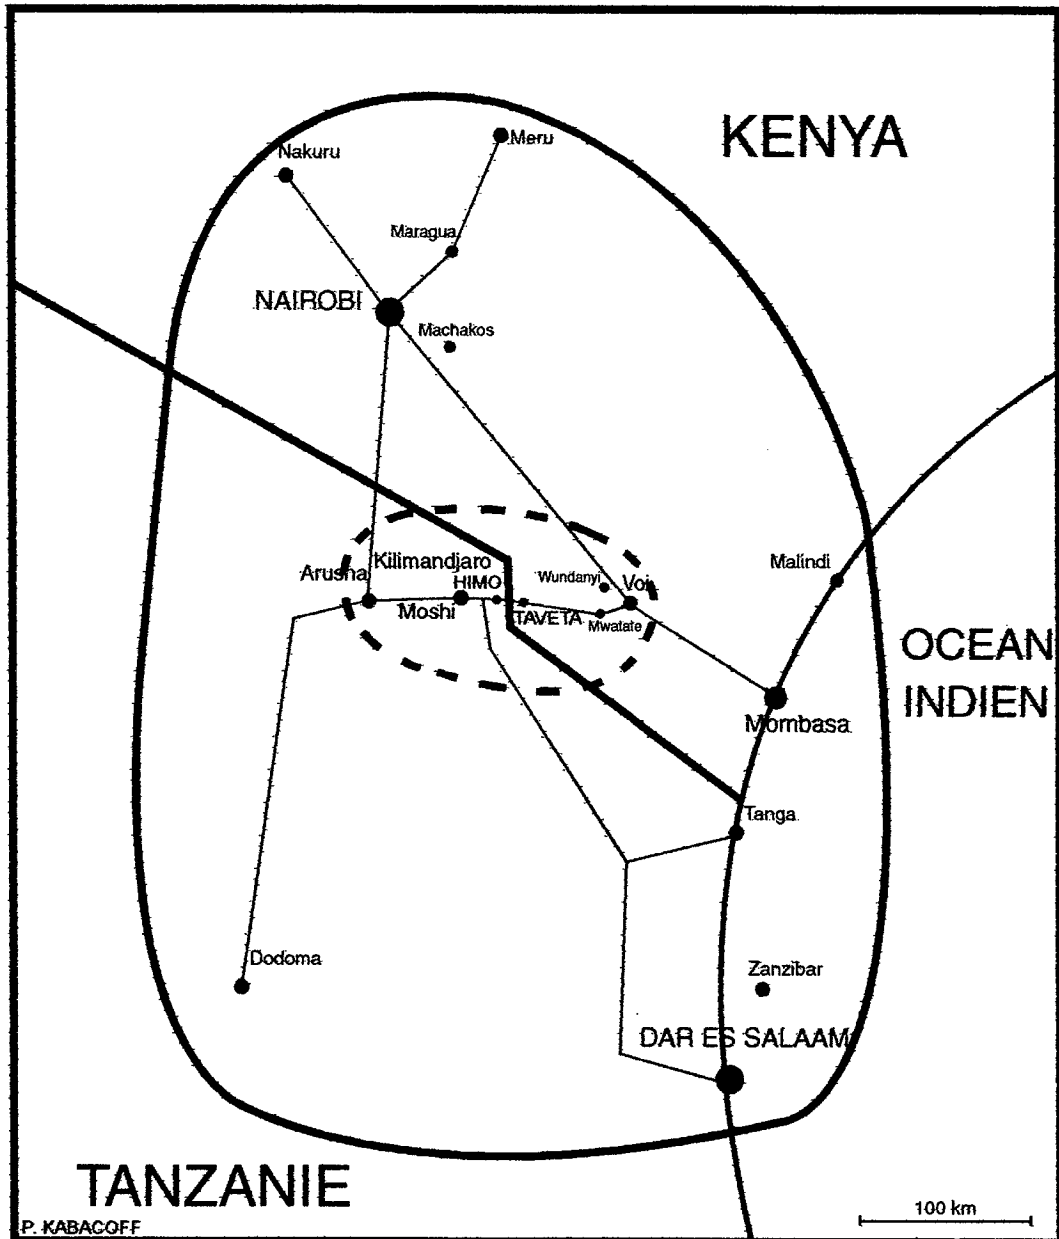 KENYA
Meru
Nakuru
Maragua
NAIROBI
Machakos
Malindi
Kilimandjaro
Arusha
HIMO
Wundanyi
Voi
Moshi
TAVETA
Mwatate
OCEAN
INDIEN
Mombasa
Tanga
Dodoma
Zanzibar
DAR ES SALAAM
TANZANIE
100 km
P. KABACOFF